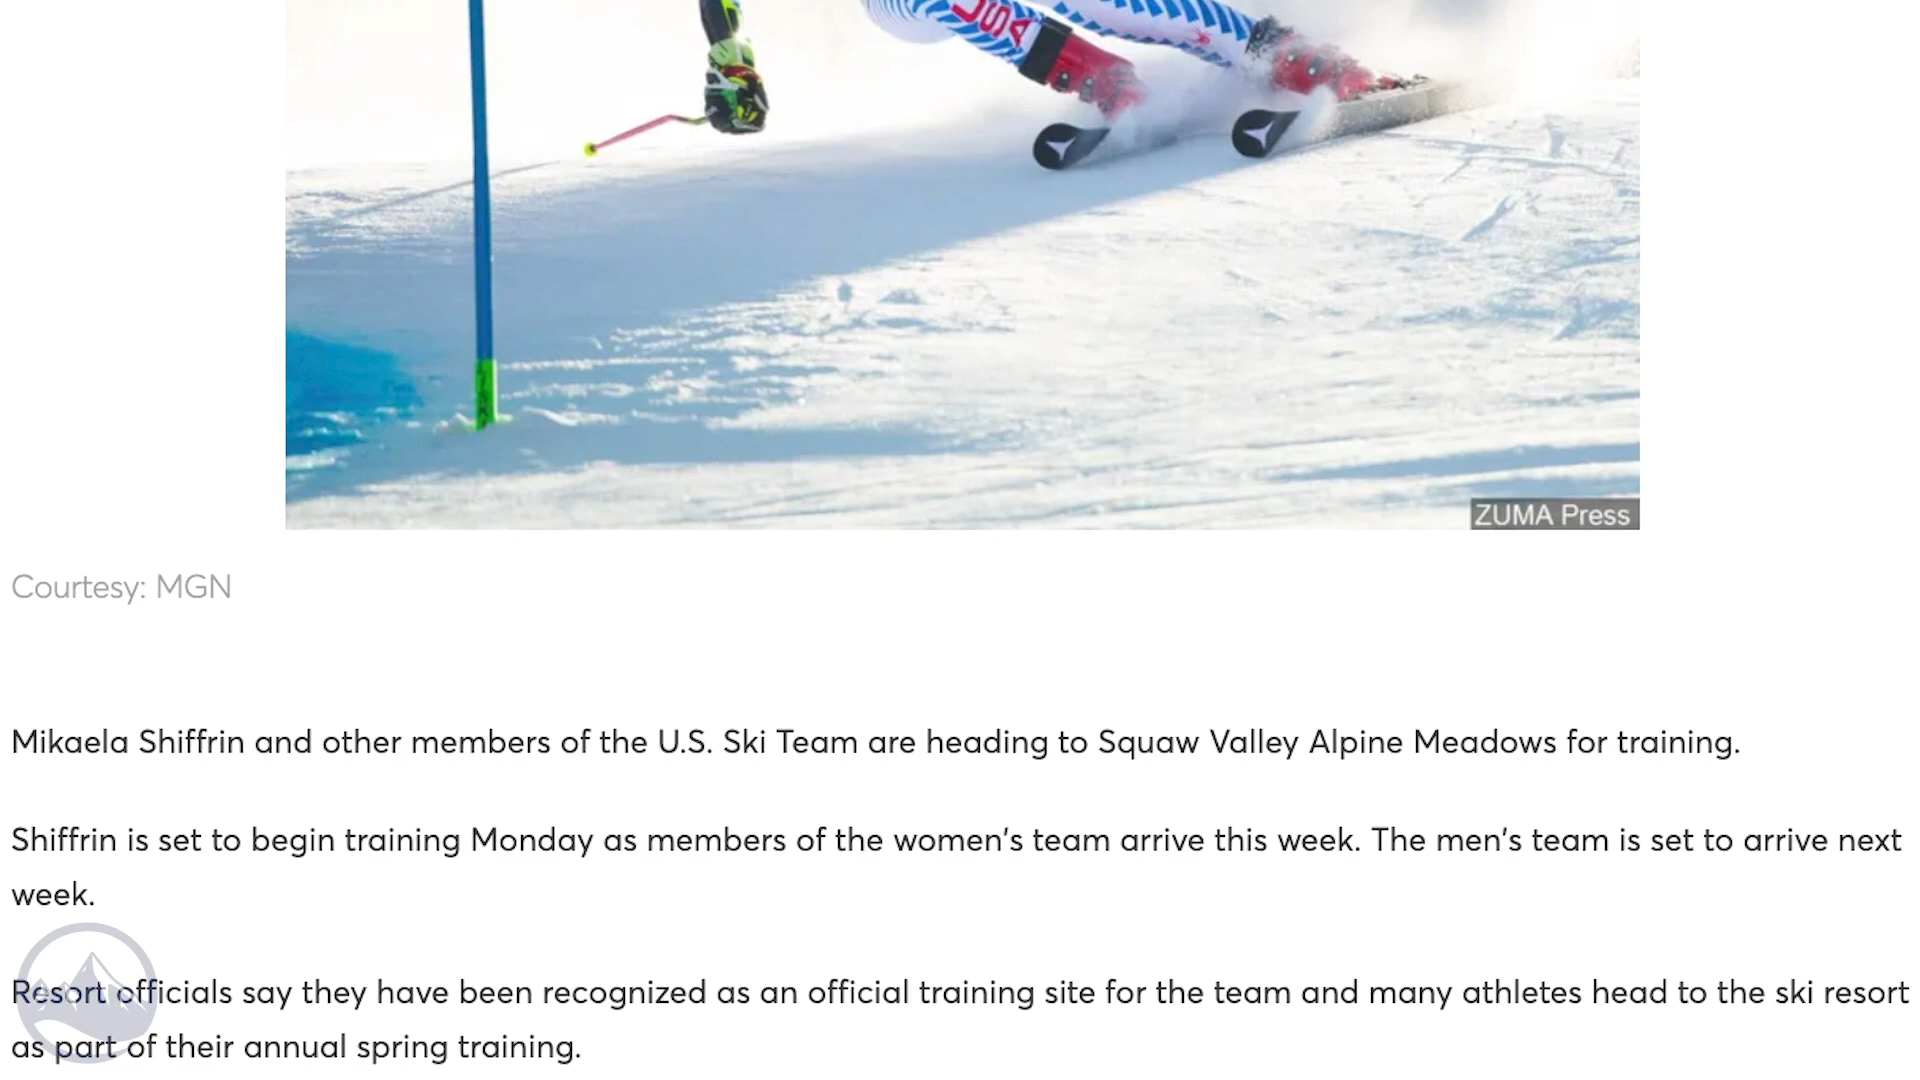 USA
ZUMA Press
Courtesy: MGN
Mikaela Shiffrin and other members of the U.S. Ski Team are heading to Squaw Valley Alpine Meadows for training.
Shiffrin is set to begin training Monday as members of the women's team arrive this week. The men's team is set to arrive next
week.
Resort officials say they have been recognized as an official training site for the team and many athletes head to the ski resort
as part of their annual spring training.